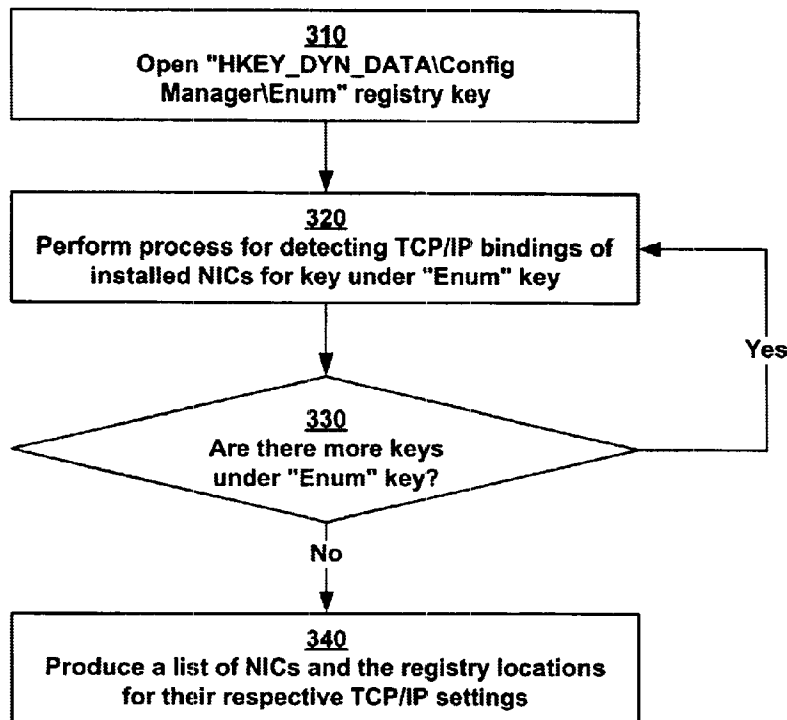 310
Open "HKEY_DYN_DATA\Config
Manager\Enum" registry key
320
Perform process for detecting TCP/IP bindings of
installed NICs for key under "Enum" key
Yes
330
Are there more keys
under "Enum" key?
No
340
Produce a list of NICs and the registry locations
for their respective TCP/IP settings